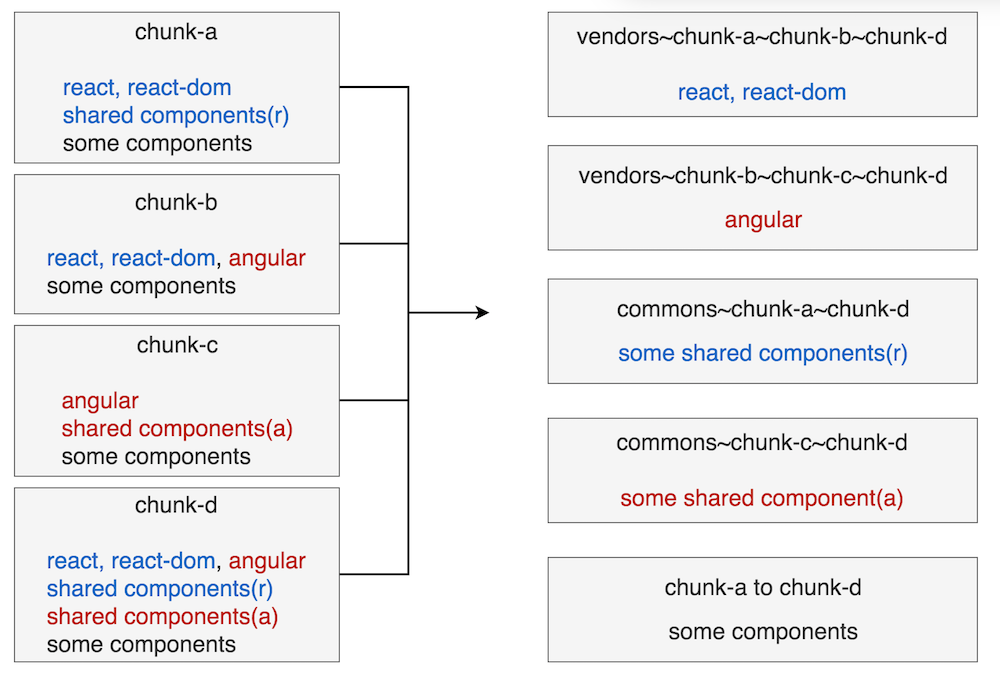 chunk-a
react, react-dom
shared components(r)
some components
chunk-b
react, react-dom, angular
some components
chunk-c
angular
shared components(a)
some components
chunk-d
react, react-dom, angular
shared components(r)
shared components(a)
some components
vendors~chunk-a~chunk-b~chunk-d
react, react-dom
vendors~chunk-b~chunk-c~chunk-d
angular
commons~chunk-a~chunk-d
some shared components(r)
commons~chunk-c~chunk-d
some shared component(a)
chunk-a to chunk-d
some components